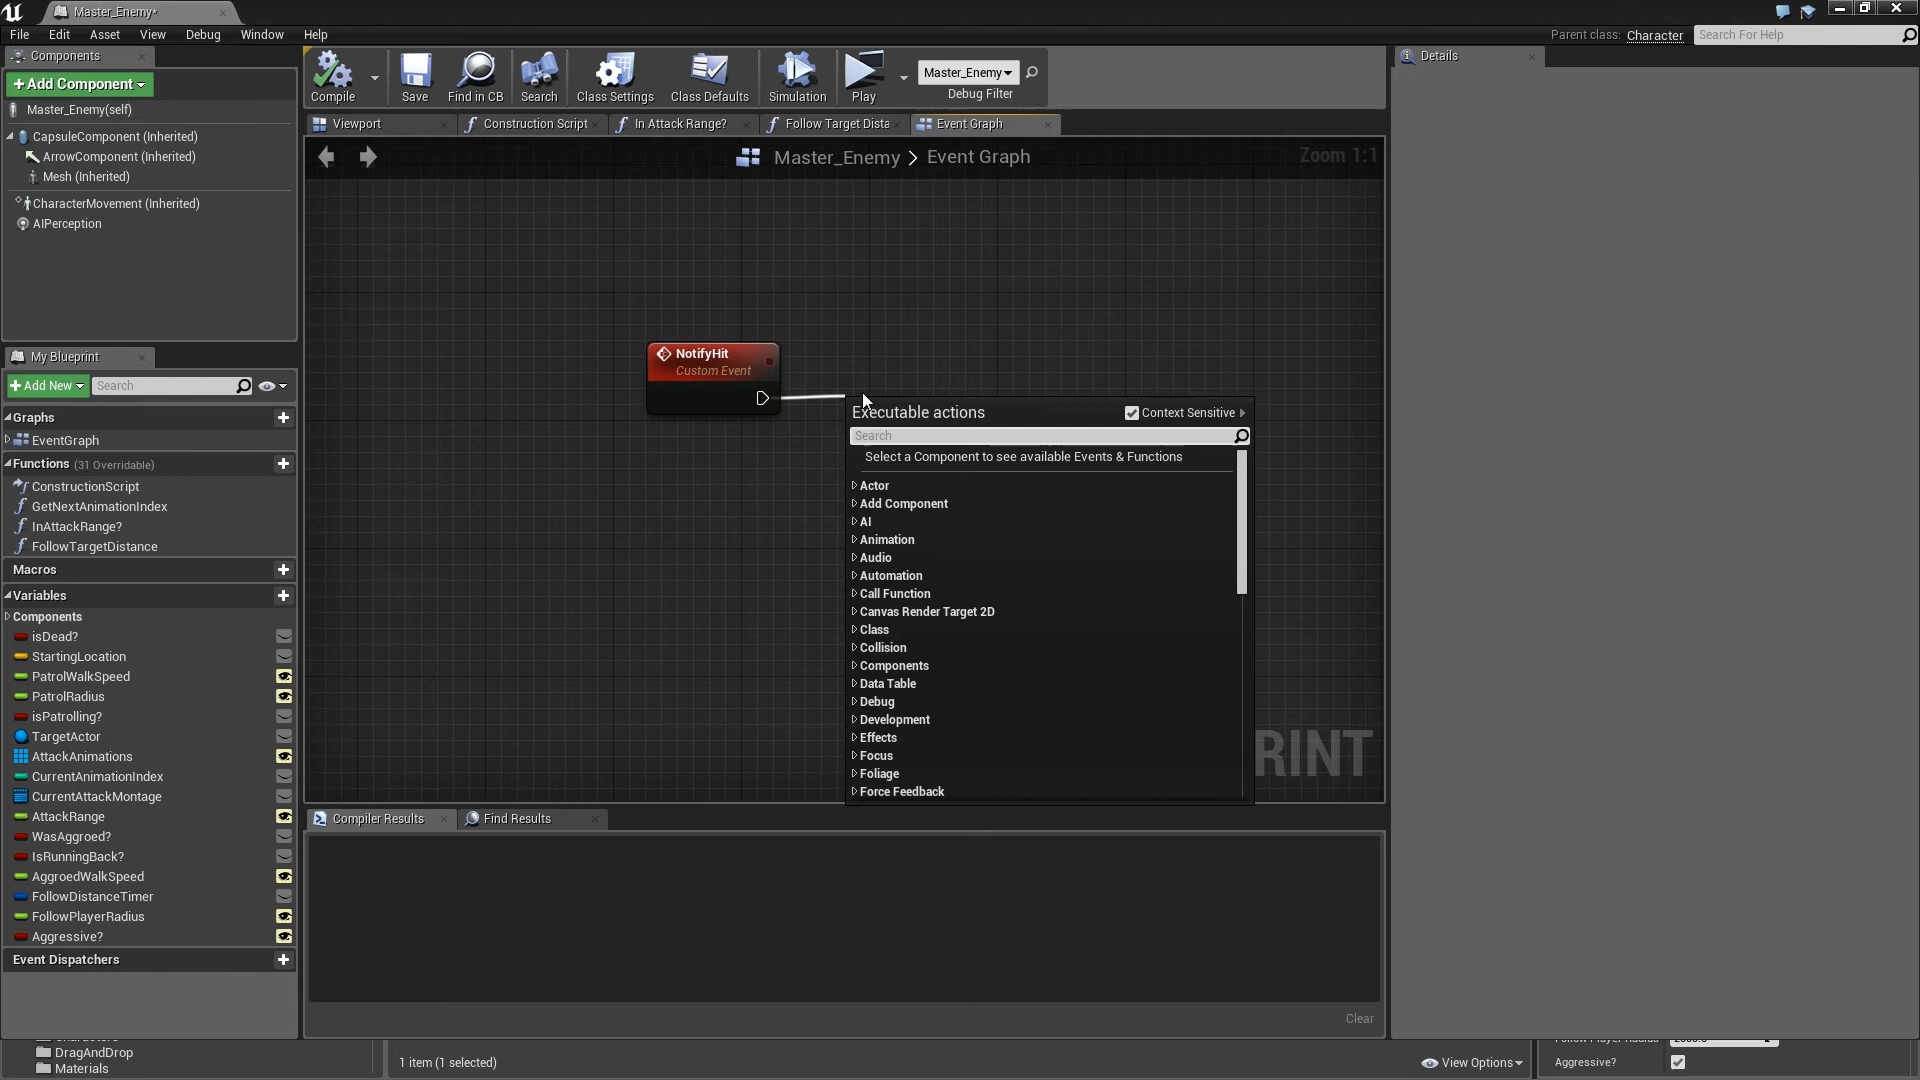 Master_Enemy*
File Edit Asset View Debug Window Help
Parent class: Character
Search For Help
Components
+Add Component
Master_Enemy(self)
CapsuleComponent (Inherited)
ArrowComponent (Inherited)
Mesh (Inherited)
CharacterMovement (Inherited)
AIPerception
Compile
Save
Find in CB
Search
Class Settings
Class Defaults
Simulation
Play
Master_Enemy
Debug Filter
Viewport
Construction Script
In Attack Range?
Follow Target Dista
Event Graph
Master_Enemy > Event Graph
Zoom 1:1
NotifyHit
Custom Event
Executable actions
Context Sensitive
Search
Select a Component to see available Events & Functions
Actor
Add Component
AI
Animation
Audio
Automation
Call Function
Canvas Render Target 2D
Class
Collision
Components
Data Table
Debug
Development
Effects
Focus
Foliage
Force Feedback
RINT
My Blueprint
+Add New
Search
Graphs
EventGraph
Functions (31 Overridable)
ConstructionScript
GetNextAnimationIndex
InAttackRange?
FollowTargetDistance
Macros
Variables
Components
isDead?
StartingLocation
PatrolWalkSpeed
PatrolRadius
isPatrolling?
TargetActor
AttackAnimations
CurrentAnimationIndex
CurrentAttackMontage
AttackRange
WasAggroed?
IsRunningBack?
AggroedWalkSpeed
FollowDistanceTimer
FollowPlayerRadius
Aggressive?
Event Dispatchers
Compiler Results
Find Results
Clear
Details
DragAndDrop
Materials
1 item (1 selected)
View Options
Aggressive?